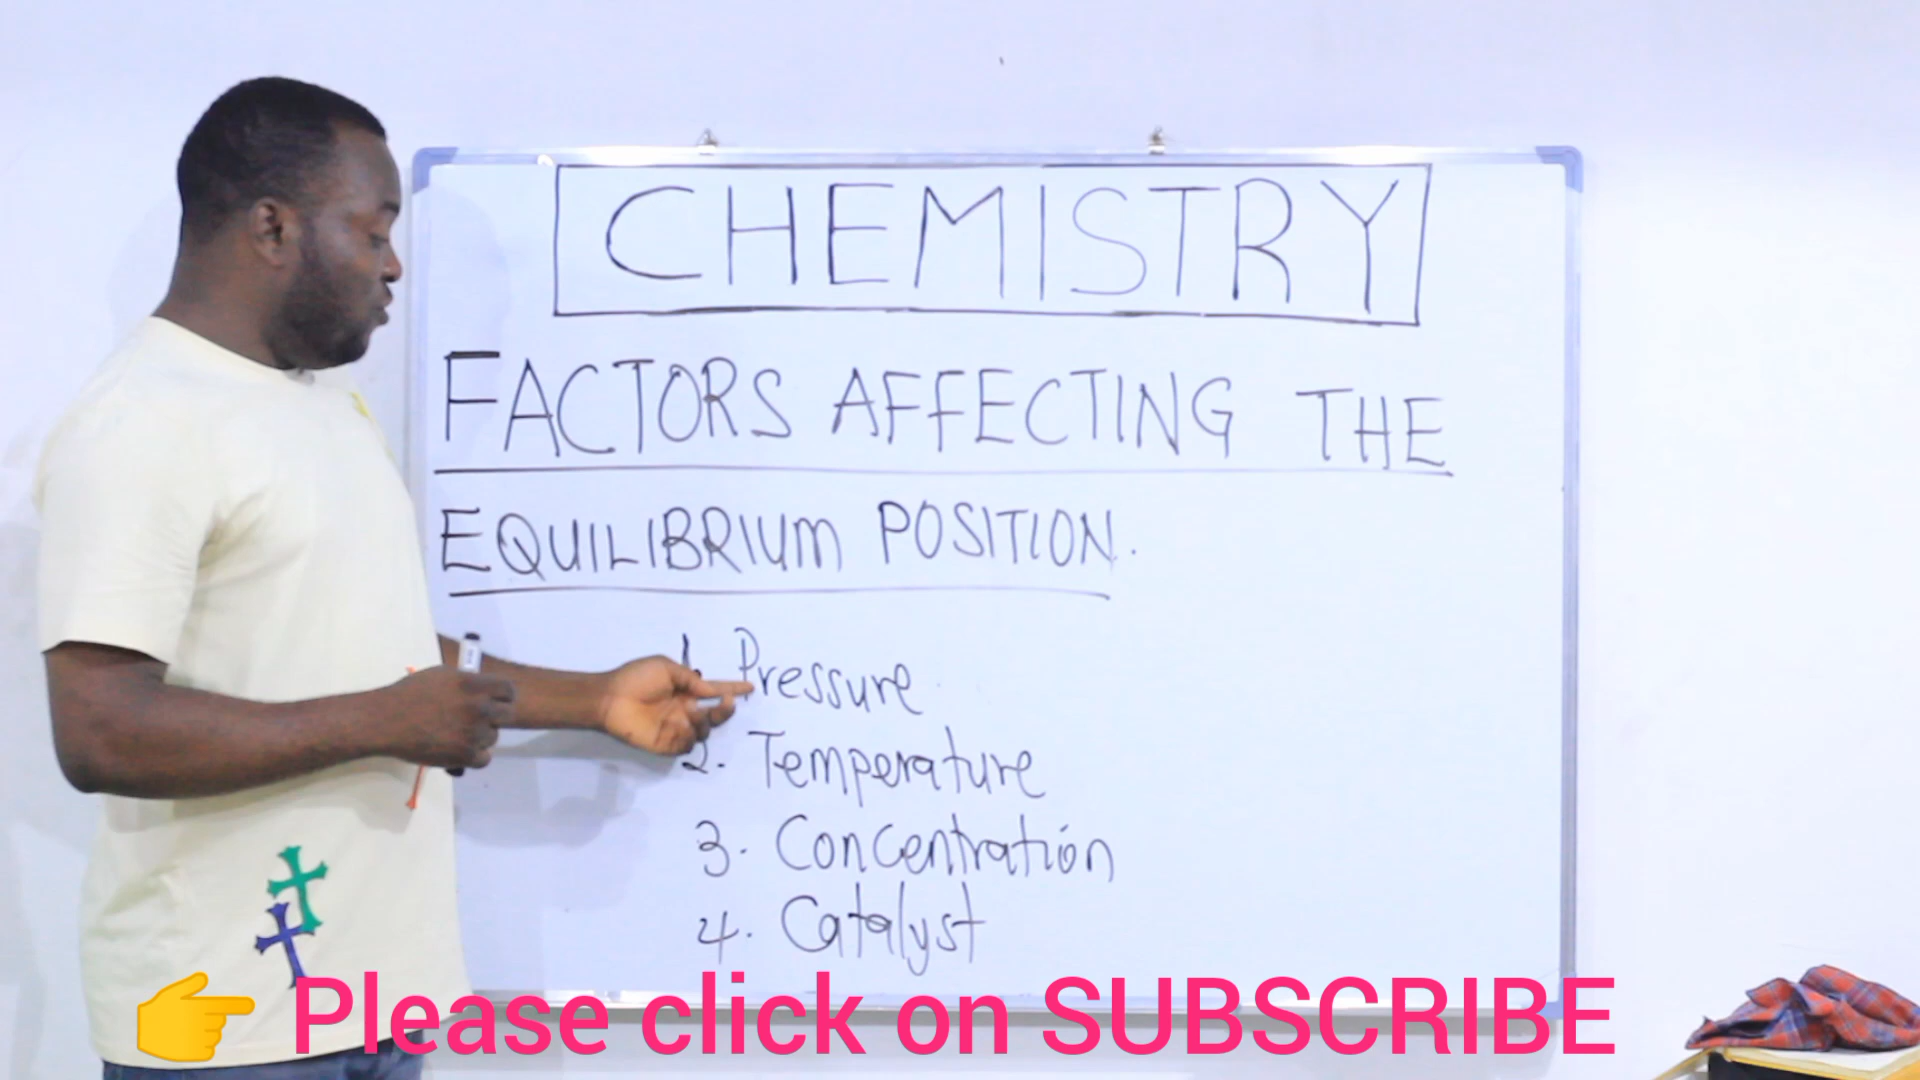 CHEMISTRY
FACTORS AFFECTING THE
EQUILIBRIUM POSITION.
1. Pressure
2. Temperature
3. Concentration
4. Catalyst
👉 Please click on SUBSCRIBE